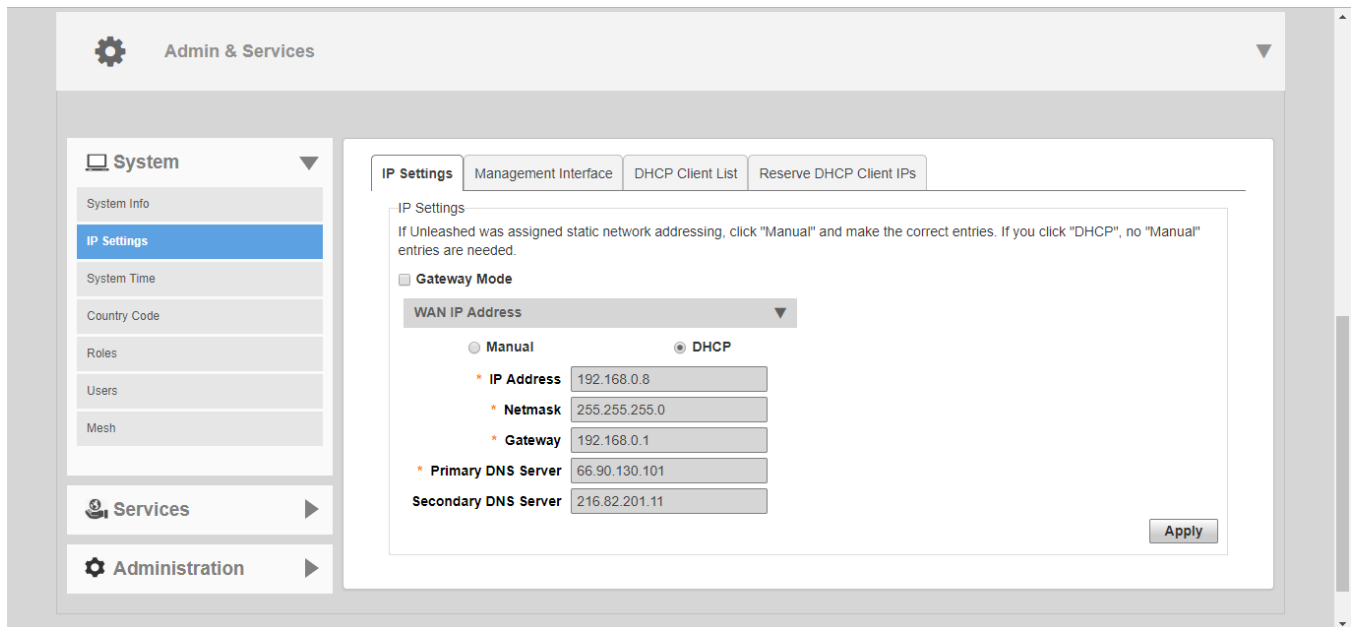 Admin & Services
System
System Info
IP Settings
System Time
Country Code
Roles
Users
Mesh
Services
Administration
IP Settings
Management Interface
DHCP Client List
Reserve DHCP Client IPs
IP Settings
If Unleashed was assigned static network addressing, click "Manual" and make the correct entries. If you click "DHCP", no "Manual"
entries are needed.
Gateway Mode
WAN IP Address
Manual
DHCP
* IP Address 192.168.0.8
* Netmask 255.255.255.0
* Gateway 192.168.0.1
* Primary DNS Server 66.90.130.101
Secondary DNS Server 216.82.201.11
Apply